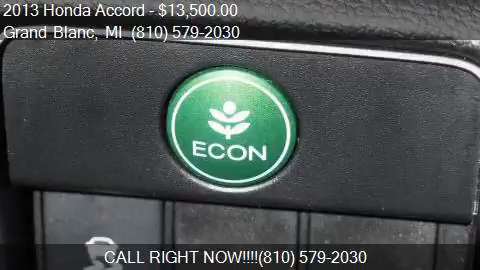 2013 Honda Accord - $13,500.00
Grand Blanc, MI (810) 579-2030
ECON
CALL RIGHT NOW!!!!(810) 579-2030